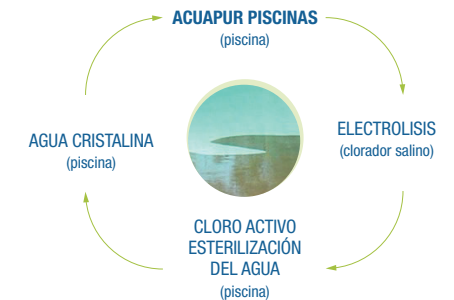 ACUAPUR PISCINAS
(piscina)
ELECTROLISIS
(clorador salino)
CLORO ACTIVO
ESTERILIZACIÓN
DEL AGUA
(piscina)
AGUA CRISTALINA
(piscina)